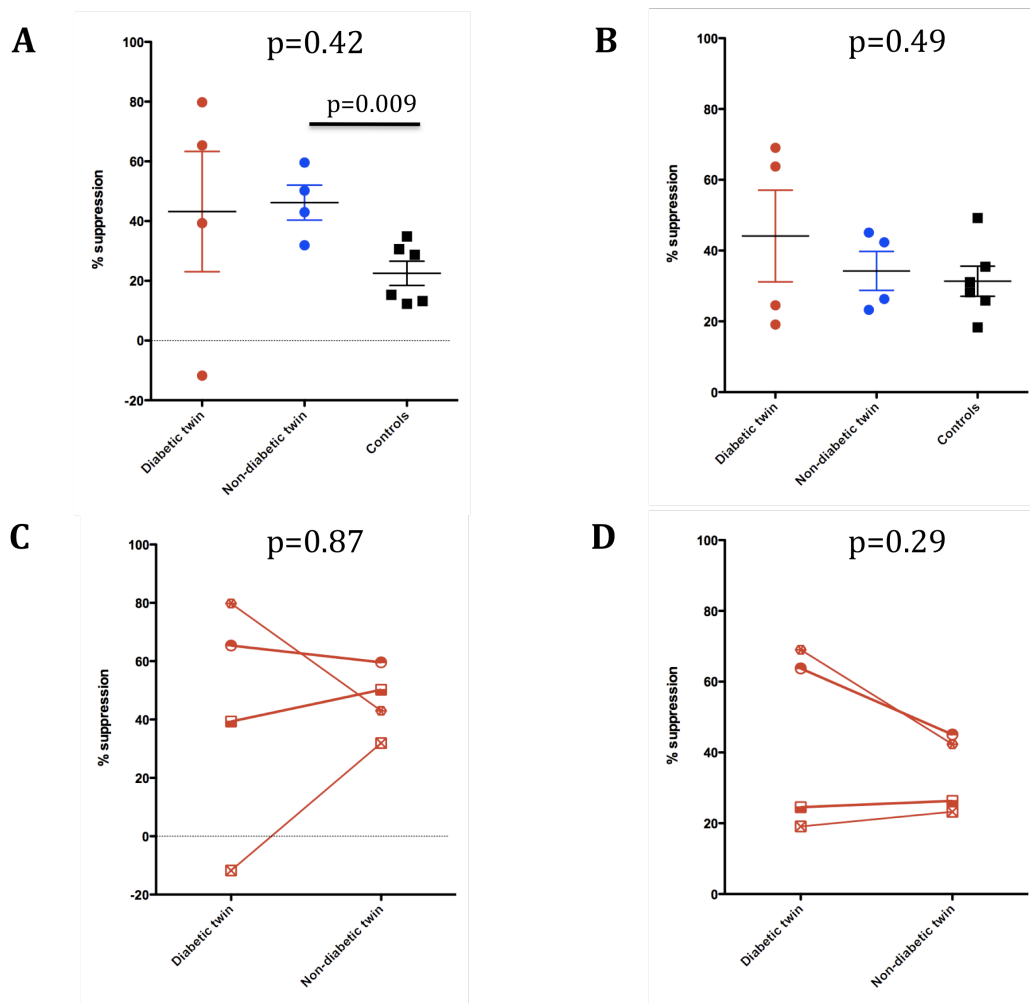 A
p=0.42
p=0.009
% suppression
100
80
60
40
20
0
-20
Diabetic twin
Non-diabetic twin
Controls
B
p=0.49
% suppression
100
80
60
40
20
0
Diabetic twin
Non-diabetic twin
Controls
C
p=0.87
% suppression
100
80
60
40
20
0
-20
Diabetic twin
Non-diabetic twin
D
p=0.29
% suppression
100
80
60
40
20
0
Diabetic twin
Non-diabetic twin